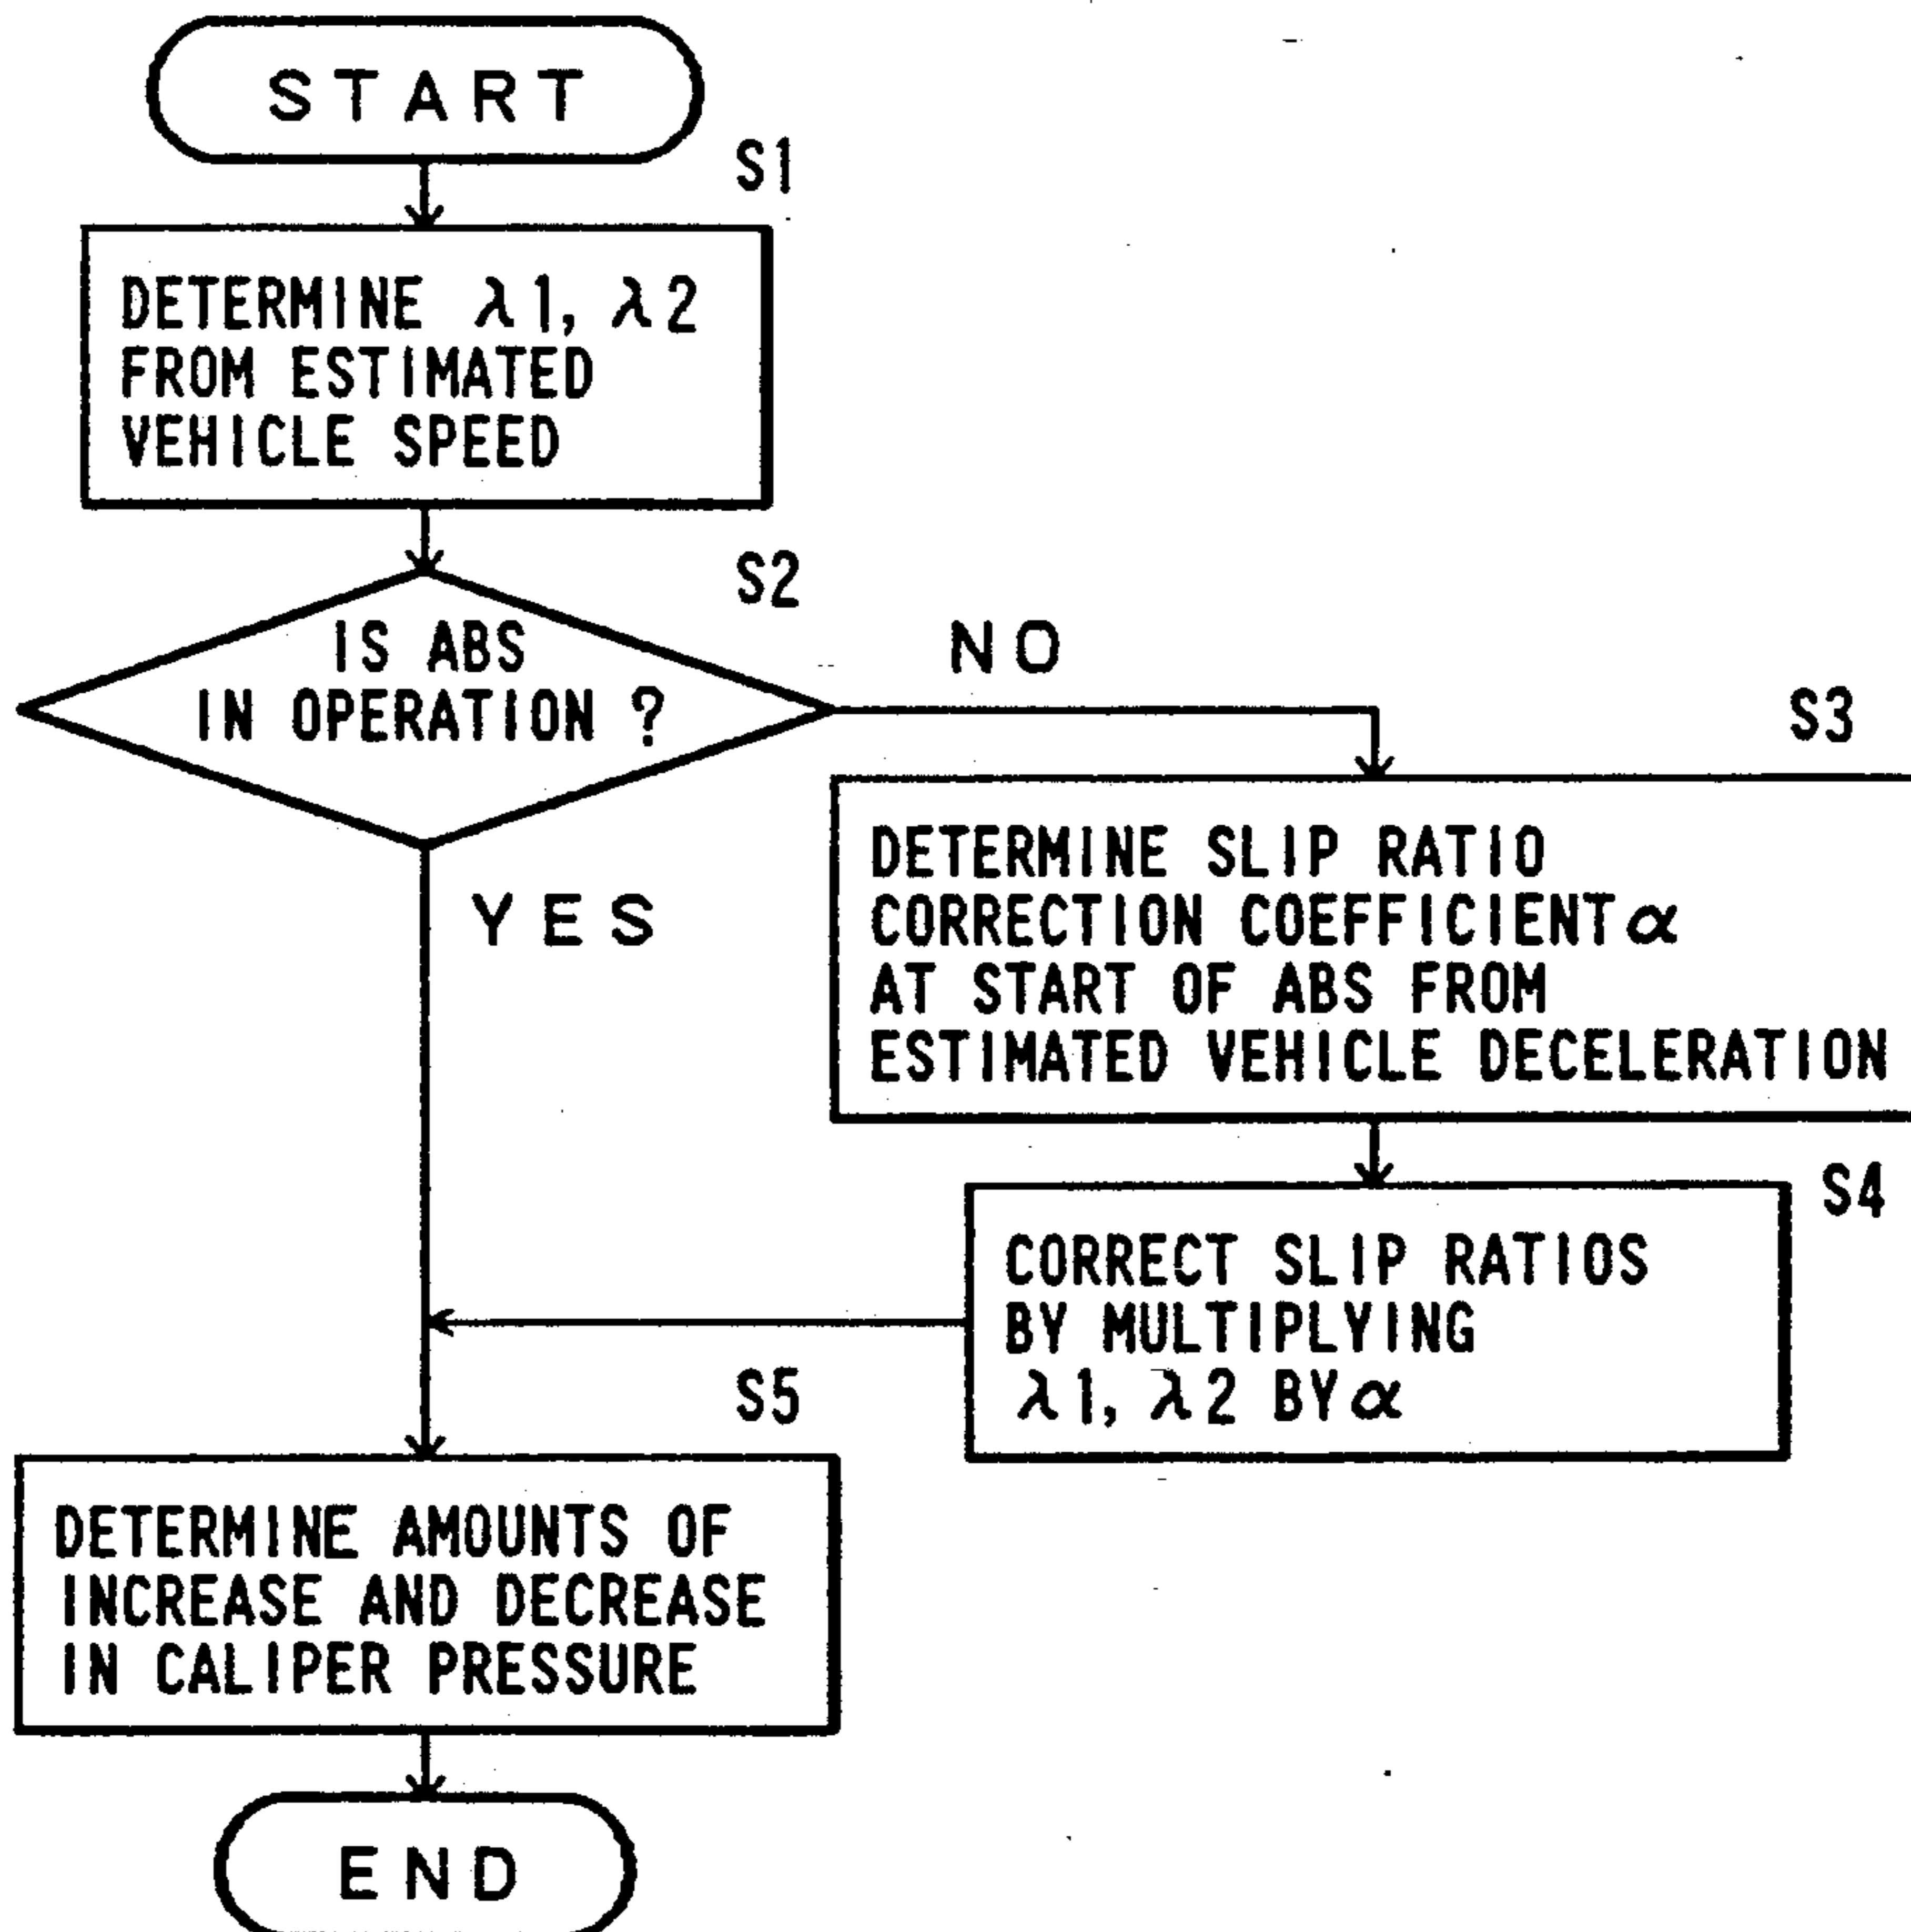 START
S1
DETERMINE λ1, λ2
FROM ESTIMATED
VEHICLE SPEED
S2
IS ABS
IN OPERATION ?
NO
YES
S3
DETERMINE SLIP RATIO
CORRECTION COEFFICIENT α
AT START OF ABS FROM
ESTIMATED VEHICLE DECELERATION
S4
CORRECT SLIP RATIOS
BY MULTIPLYING
λ1, λ2 BY α
S5
DETERMINE AMOUNTS OF
INCREASE AND DECREASE
IN CALIPER PRESSURE
END